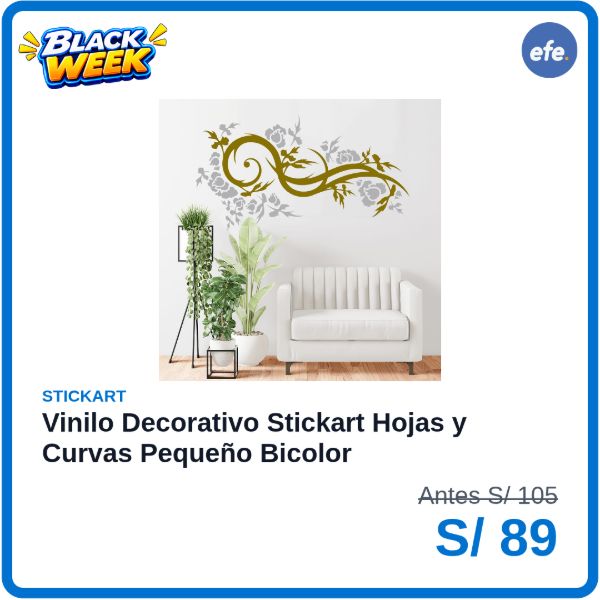 BLACK
WEEK
efe.
STICKART
Vinilo Decorativo Stickart Hojas y
Curvas Pequeño Bicolor
Antes S/ 105
S/ 89